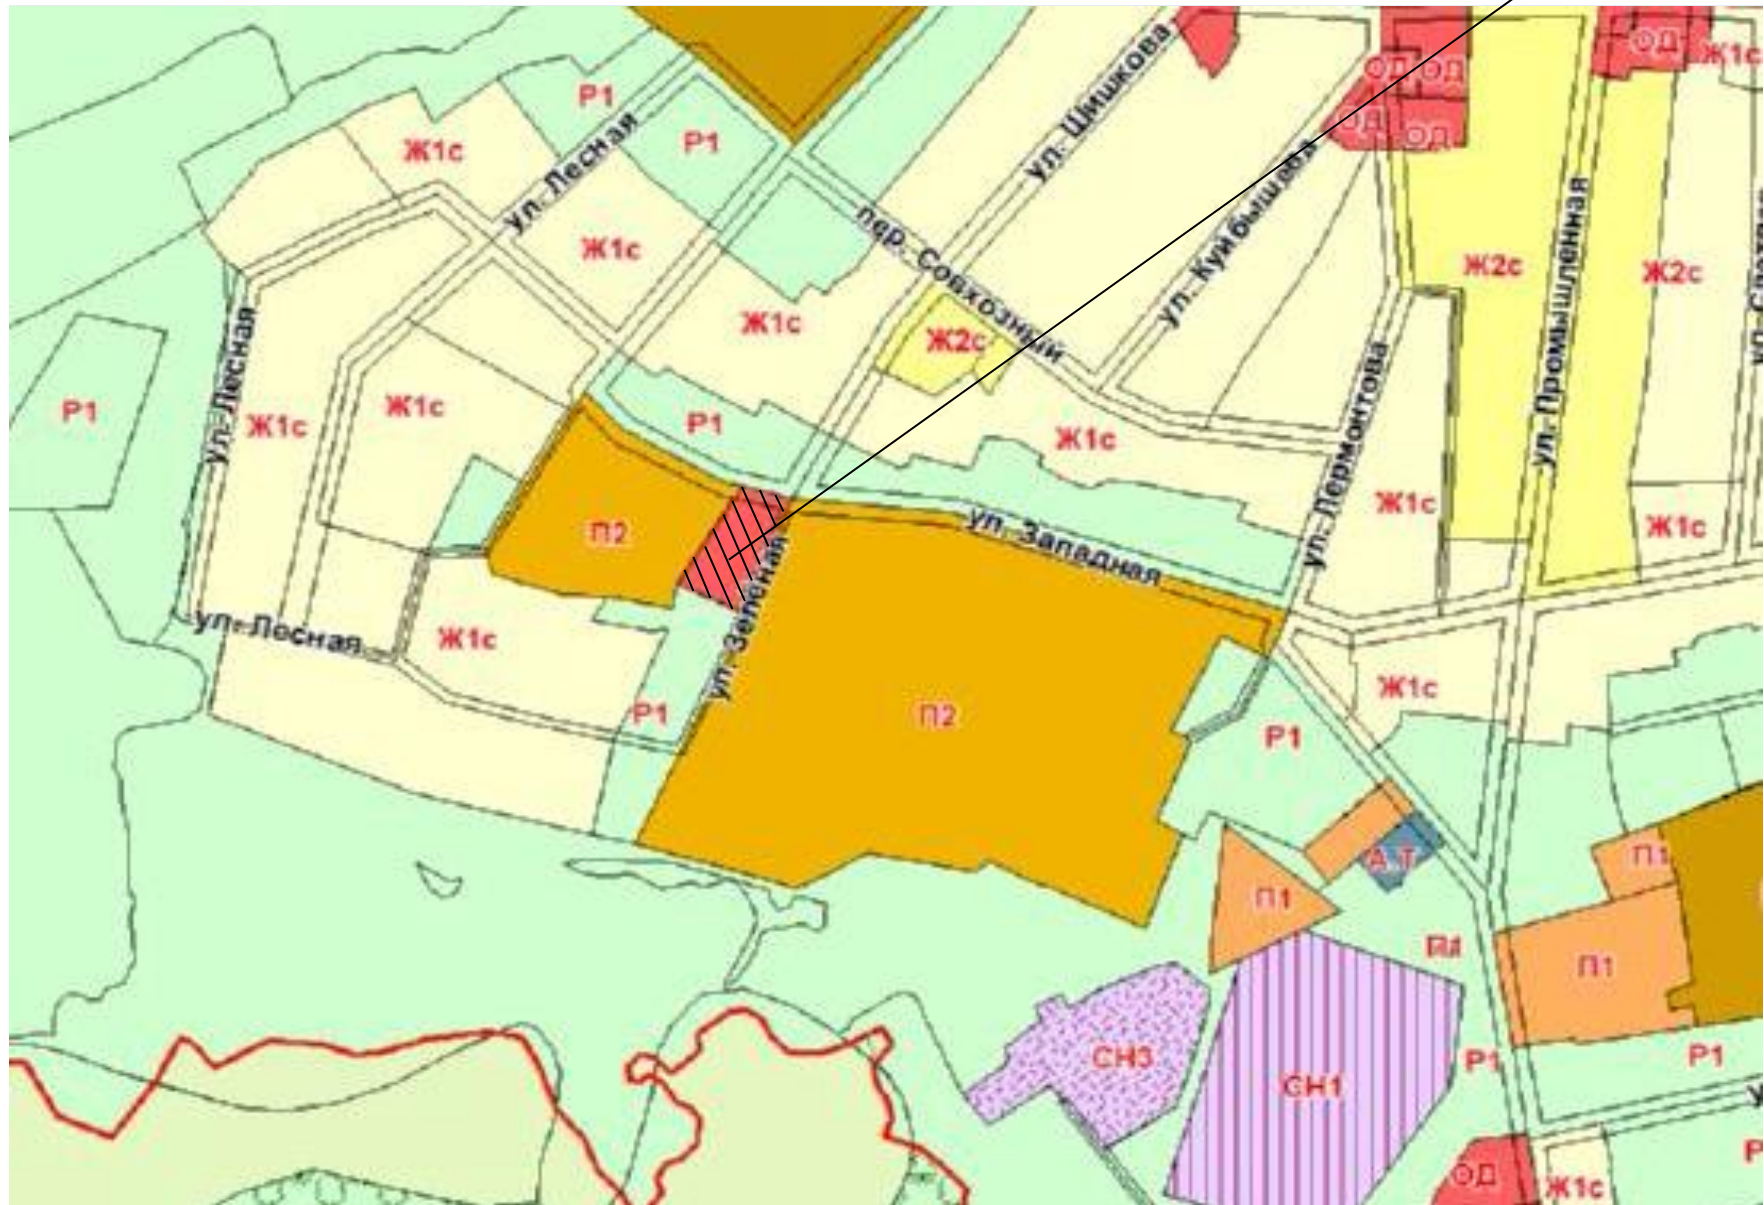 ОД
Ж1с
ул. Шишкова
ОД
ОД
Р1
ул. Лесная
Р1
Ж1с
ОД
ОД
ул. Куйбышева
пер. Совхозный
ул. Промышленная
Ж1с
Ж2с
Ж2с
Ж1с
Ж2с
ул. Лесная
ул. Лермонтова
Р1
Ж1с
Ж1с
Р1
Ж1с
Ж1с
Ж1с
П2
ул. Западная
ул. Зеленая
ул. Лесная
Ж1с
Ж1с
Р1
П2
Р1
А.Т
П1
П1
П1
СН3
СН1
Р1
Р1
ОД
Ж1с